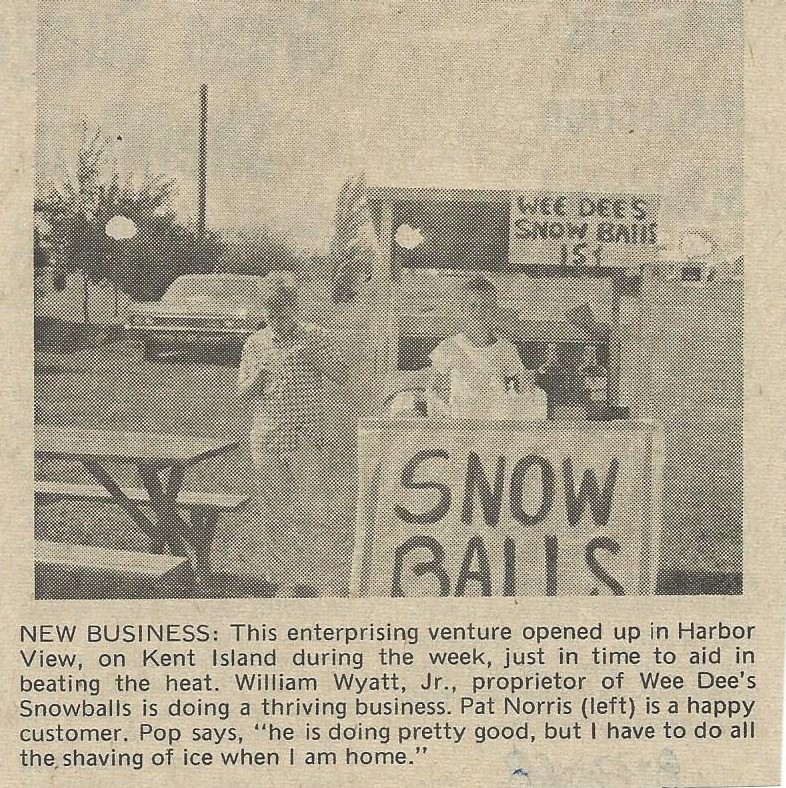 WEE DEE'S
SNOW BALLS
15¢
SNOW
BALLS
NEW BUSINESS: This enterprising venture opened up in Harbor
View, on Kent Island during the week, just in time to aid in
beating the heat. William Wyatt, Jr., proprietor of Wee Dee's
Snowballs is doing a thriving business. Pat Norris (left) is a happy
customer. Pop says, "he is doing pretty good, but I have to do all
the shaving of ice when I am home."